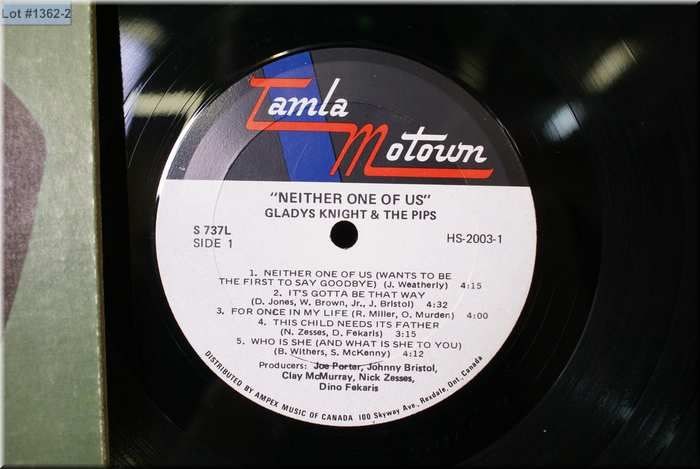 Lot #1362-2
Tamla
Motown
"NEITHER ONE OF US"
GLADYS KNIGHT & THE PIPS
S 737L
SIDE 1
HS-2003-1
1. NEITHER ONE OF US (WANTS TO BE
THE FIRST TO SAY GOODBYE) (J. Weatherly) 4:15
2. IT'S GOTTA BE THAT WAY
(D. Jones, W. Brown, Jr., J. Bristol) 4:32
3. FOR ONCE IN MY LIFE (R. Miller, O. Murden) 4:00
4. THIS CHILD NEEDS ITS FATHER
(N. Zesses, D. Fekaris) 3:15
5. WHO IS SHE (AND WHAT IS SHE TO YOU)
(B. Withers, S. McKenny) 4:12
Producers: Joe Porter, Johnny Bristol,
Clay McMurray, Nick Zesses,
Dino Fekaris
DISTRIBUTED BY AMPEX MUSIC OF CANADA 100 Skyway Ave., Rexdale, Ont., Canada